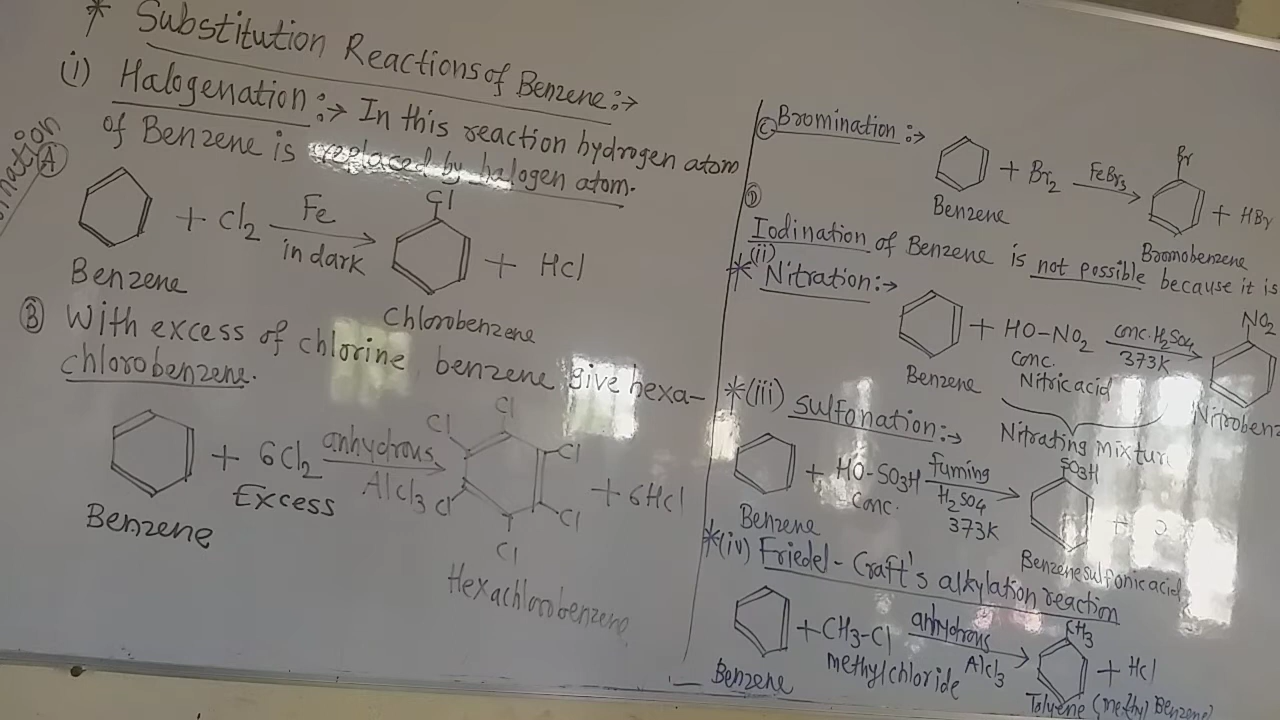 * Substitution Reactions of Benzene :->
(i) Halogenation :-> In this reaction hydrogen atom
of Benzene is replaced by halogen atom.
(A)
+ Cl2 Fe in dark Cl + HCl
Benzene
Chlorobenzene
(B) With excess of chlorine, benzene give hexa-
chlorobenzene.
+ 6Cl2 anhydrous AlCl3 Cl Cl Cl Cl Cl Cl + 6HCl
Excess
Benzene
Hexachlorobenzene
(C) Bromination :->
+ Br2 FeBr3 Br + HBr
Benzene
Bromobenzene
(D)
Iodination of Benzene is not possible because it is
* (ii) Nitration :->
+ HO-NO2 conc. H2SO4 373K NO2
Benzene
Conc.
Nitric acid
Nitrating mixture
* (iii) sulfonation :->
+ HO-SO3H fuming H2SO4 373K SO3H +
Conc.
Benzene
Benzene sulfonic acid
* (iv) Friedel-Craft's alkylation reaction
+ CH3-Cl anhydrous AlCl3 CH3 + HCl
Benzene
methylchloride
(methyl Benzene)